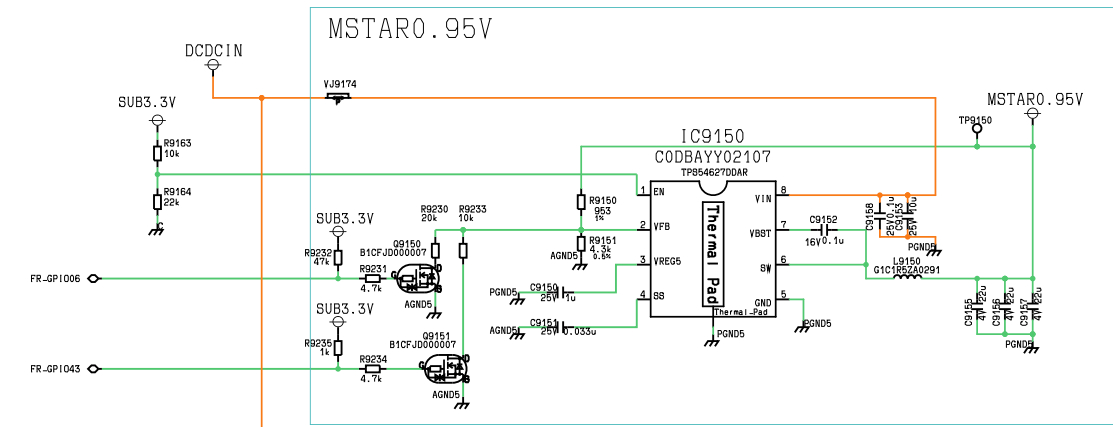 MSTAR0.95V
DCDCIN
VJ9174
SUB3.3V
MSTAR0.95V
TP9150
R9163
10k
IC9150
C0DBAYY02107
TPS54627DDAR
R9164
22k
1
EN
VIN
8
R9150
953
1%
R9230
20k
R9233
10k
SUB3.3V
C9158
25V0.1u
C9153
25V 10u
2
VFB
VBST
7
C9152
16V0.1u
R9151
4.3k
0.5%
AGND5
R9232
47k
Q9150
B1CFJD000007
PGND5
3
VREG5
SW
6
L9150
G1C1R5ZA0291
FR-GPIO06
R9231
4.7k
G
D
S
Thermal Pad
PGND5
C9150
25V 1u
4
SS
GND
5
AGND5
SUB3.3V
Thermal-Pad
C9155
4V 22u
C9156
4V 22u
C9157
4V 22u
AGND5
C9151
25V 0.033u
PGND5
PGND5
PGND5
R9235
1k
Q9151
B1CFJD000007
FR-GPIO43
R9234
4.7k
G
D
S
AGND5